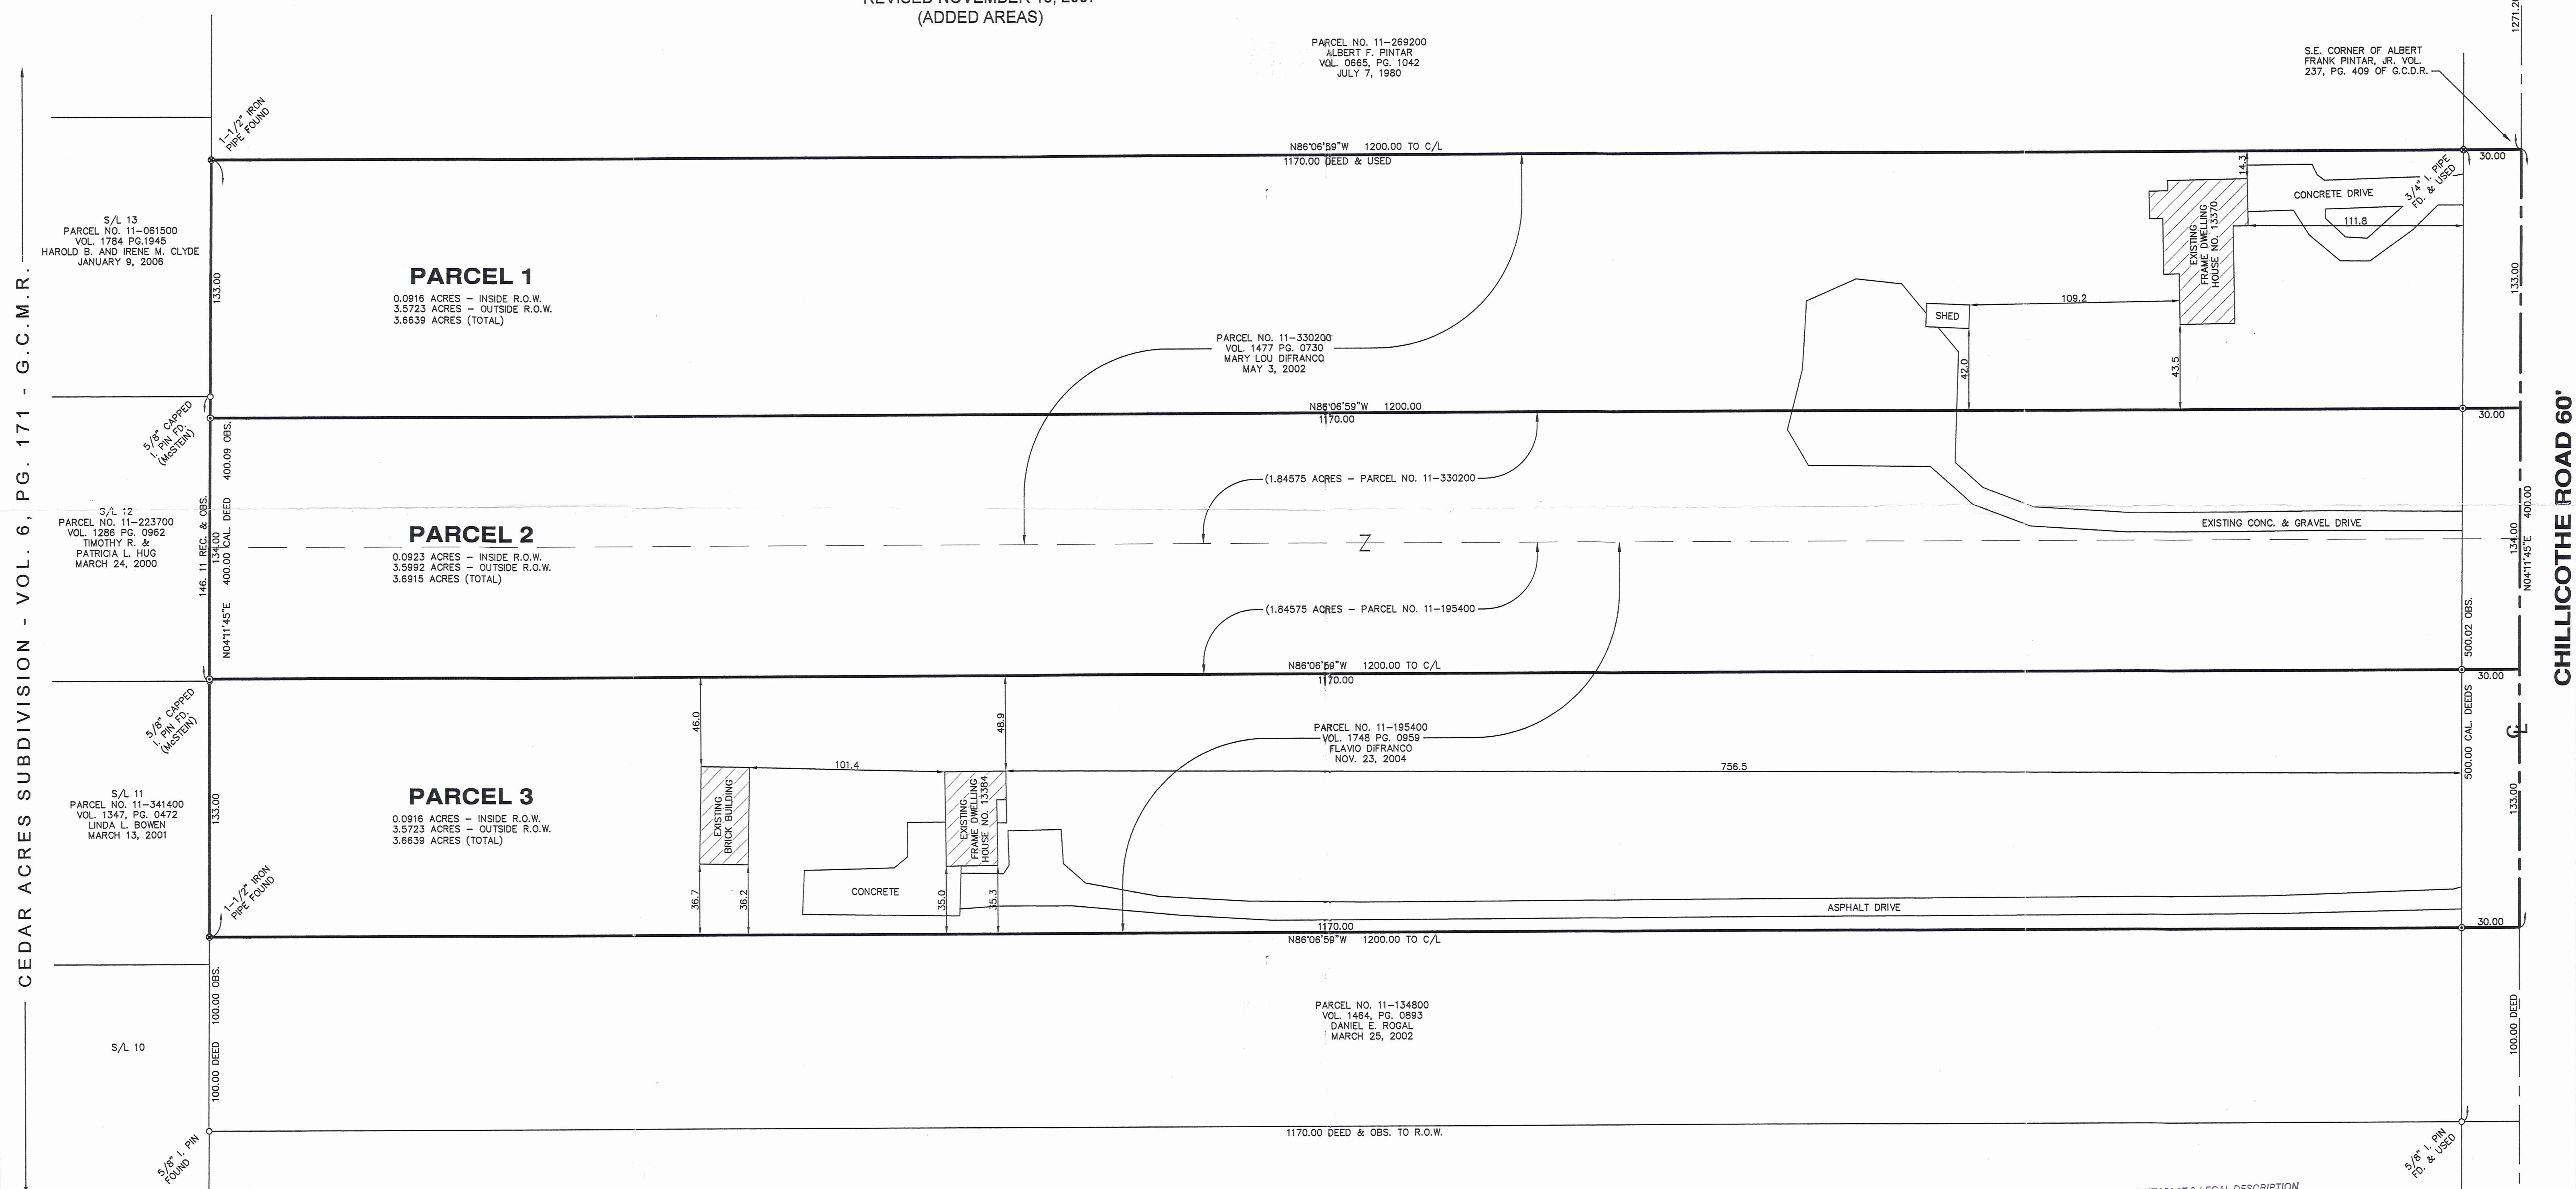 (ADDED AREAS)
PARCEL NO. 11-269200
ALBERT F. PINTAR
VOL. 0665, PG. 1042
JULY 7, 1980
S.E. CORNER OF ALBERT
FRANK PINTAR, JR. VOL.
237, PG. 409 OF G.C.D.R.
1-1/2" IRON
PIPE FOUND
N86°06'59"W 1200.00 TO C/L
1170.00 DEED & USED
30.00
3/4" I. PIPE
FD. & USED
14.3
CONCRETE DRIVE
111.8
EXISTING
FRAME DWELLING
HOUSE NO. 13370
133.00
S/L 13
PARCEL NO. 11-061500
VOL. 1784 PG.1945
HAROLD B. AND IRENE M. CLYDE
JANUARY 9, 2006
133.00
PARCEL 1
0.0916 ACRES - INSIDE R.O.W.
3.5723 ACRES - OUTSIDE R.O.W.
3.6639 ACRES (TOTAL)
PARCEL NO. 11-330200
VOL. 1477 PG. 0730
MARY LOU DIFRANCO
MAY 3, 2002
SHED
109.2
42.0
43.5
CEDAR ACRES SUBDIVISION - VOL. 6, PG. 171 - G.C.M.R.
CHILLICOTHE ROAD 60'
5/8" CAPPED
I. PIN FD.
(McSTEIN)
N86°06'59"W 1200.00
1170.00
30.00
(1.84575 ACRES - PARCEL NO. 11-330200
S/L 12
PARCEL NO. 11-223700
VOL. 1286 PG. 0962
TIMOTHY R. &
PATRICIA L. HUG
MARCH 24, 2000
146.11 REC. & OBS.
134.00
N04°11'45"E 400.00 CAL. DEED 400.09 OBS.
PARCEL 2
0.0923 ACRES - INSIDE R.O.W.
3.5992 ACRES - OUTSIDE R.O.W.
3.6915 ACRES (TOTAL)
Z
EXISTING CONC. & GRAVEL DRIVE
134.00
N04°11'45"E 400.00
(1.84575 ACRES - PARCEL NO. 11-195400
500.00 CAL. DEEDS 500.02 OBS.
N86°06'59"W 1200.00 TO C/L
1170.00
30.00
5/8" CAPPED
I. PIN FD.
(McSTEIN)
46.0
48.9
PARCEL NO. 11-195400
VOL. 1748 PG. 0959
FLAVIO DIFRANCO
NOV. 23, 2004
101.4
756.5
CL
S/L 11
PARCEL NO. 11-341400
VOL. 1347, PG. 0472
LINDA L. BOWEN
MARCH 13, 2001
133.00
PARCEL 3
0.0916 ACRES - INSIDE R.O.W.
3.5723 ACRES - OUTSIDE R.O.W.
3.6639 ACRES (TOTAL)
EXISTING
BRICK BUILDING
EXISTING
FRAME DWELLING
HOUSE NO. 13384
133.00
CONCRETE
36.7
36.2
35.0
35.3
ASPHALT DRIVE
1-1/2" IRON
PIPE FOUND
1170.00
N86°06'59"W 1200.00 TO C/L
30.00
100.00 DEED 100.00 OBS.
S/L 10
PARCEL NO. 11-134800
VOL. 1464, PG. 0893
DANIEL E. ROGAL
MARCH 25, 2002
100.00 DEED
5/8" I. PIN
FOUND
1170.00 DEED & OBS. TO R.O.W.
5/8" I. PIN
FD. & USED
LEGAL DESCRIPTION